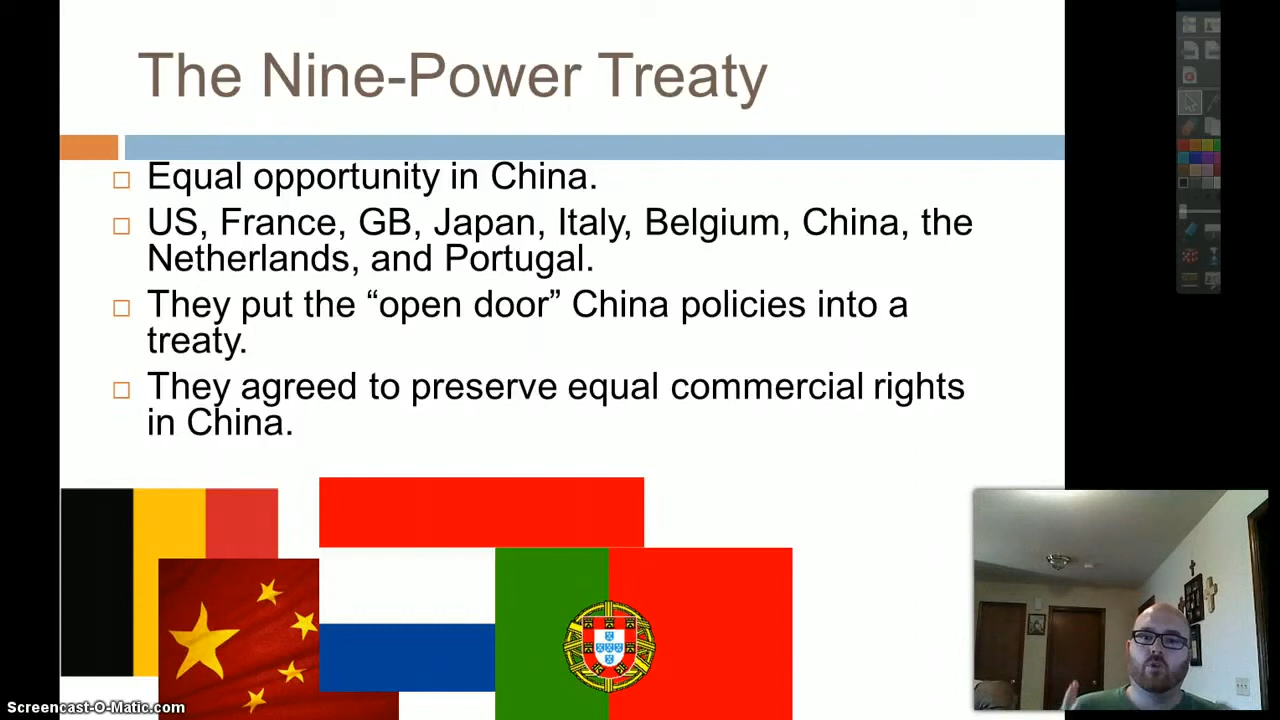 The Nine-Power Treaty
Equal opportunity in China.
US, France, GB, Japan, Italy, Belgium, China, the
Netherlands, and Portugal.
They put the “open door” China policies into a
treaty.
They agreed to preserve equal commercial rights
in China.
Screencast-O-Matic.com